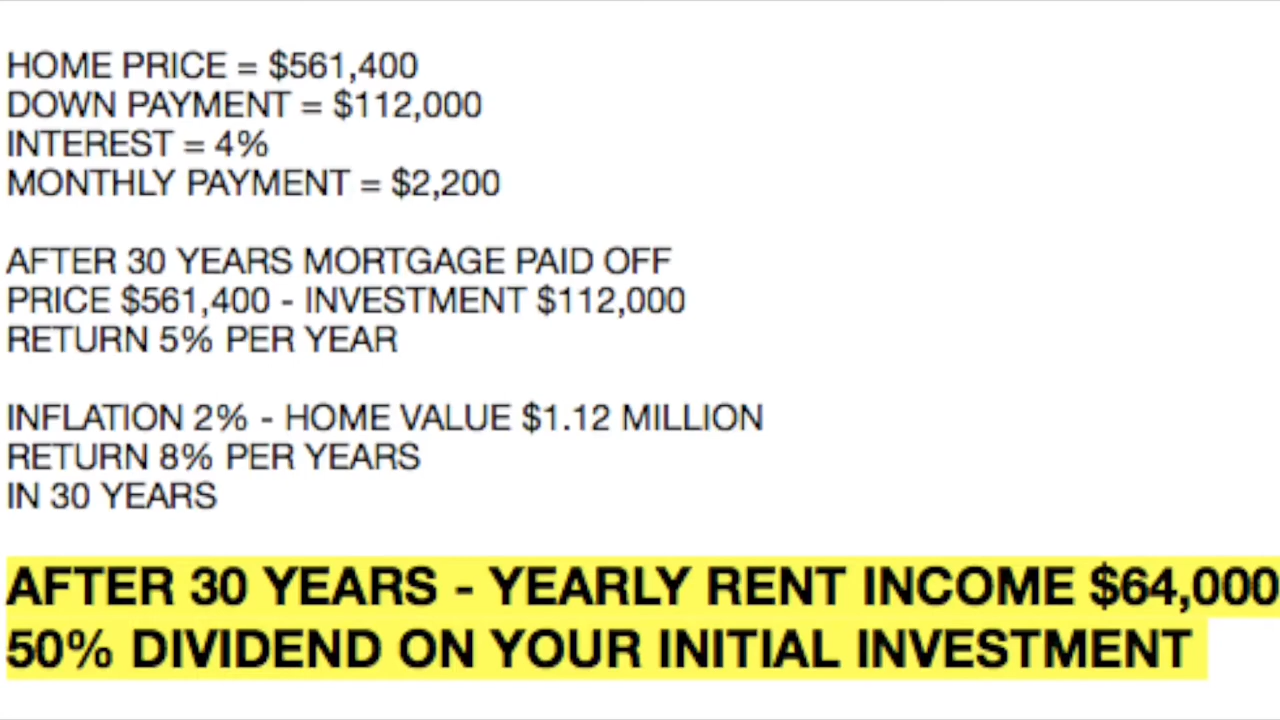 HOME PRICE = $561,400
DOWN PAYMENT = $112,000
INTEREST = 4%
MONTHLY PAYMENT = $2,200
AFTER 30 YEARS MORTGAGE PAID OFF
PRICE $561,400 - INVESTMENT $112,000
RETURN 5% PER YEAR
INFLATION 2% - HOME VALUE $1.12 MILLION
RETURN 8% PER YEARS
IN 30 YEARS
AFTER 30 YEARS - YEARLY RENT INCOME $64,000
50% DIVIDEND ON YOUR INITIAL INVESTMENT